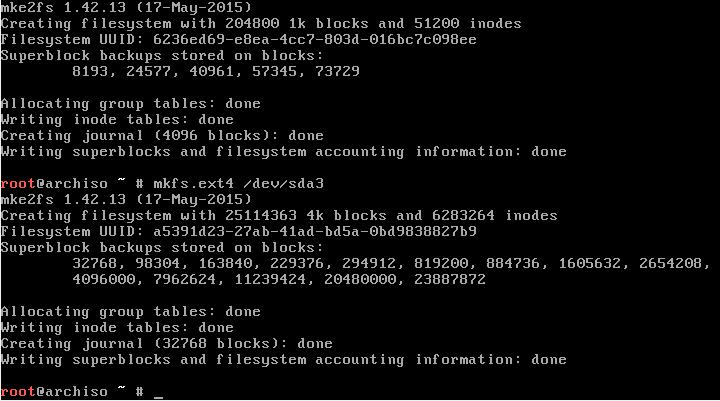 mke2fs 1.42.13 (17-May-2015)
Creating filesystem with 204800 1k blocks and 51200 inodes
Filesystem UUID: 6236ed69-e8ea-4cc7-803d-016bc7c098ee
Superblock backups stored on blocks:
        8193, 24577, 40961, 57345, 73729

Allocating group tables: done
Writing inode tables: done
Creating journal (4096 blocks): done
Writing superblocks and filesystem accounting information: done

root@archiso ~ # mkfs.ext4 /dev/sda3
mke2fs 1.42.13 (17-May-2015)
Creating filesystem with 25114363 4k blocks and 6283264 inodes
Filesystem UUID: a5391d23-27ab-41ad-bd5a-0bd9838827b9
Superblock backups stored on blocks:
        32768, 98304, 163840, 229376, 294912, 819200, 884736, 1605632, 2654208,
        4096000, 7962624, 11239424, 20480000, 23887872

Allocating group tables: done
Writing inode tables: done
Creating journal (32768 blocks): done
Writing superblocks and filesystem accounting information: done

root@archiso ~ # _